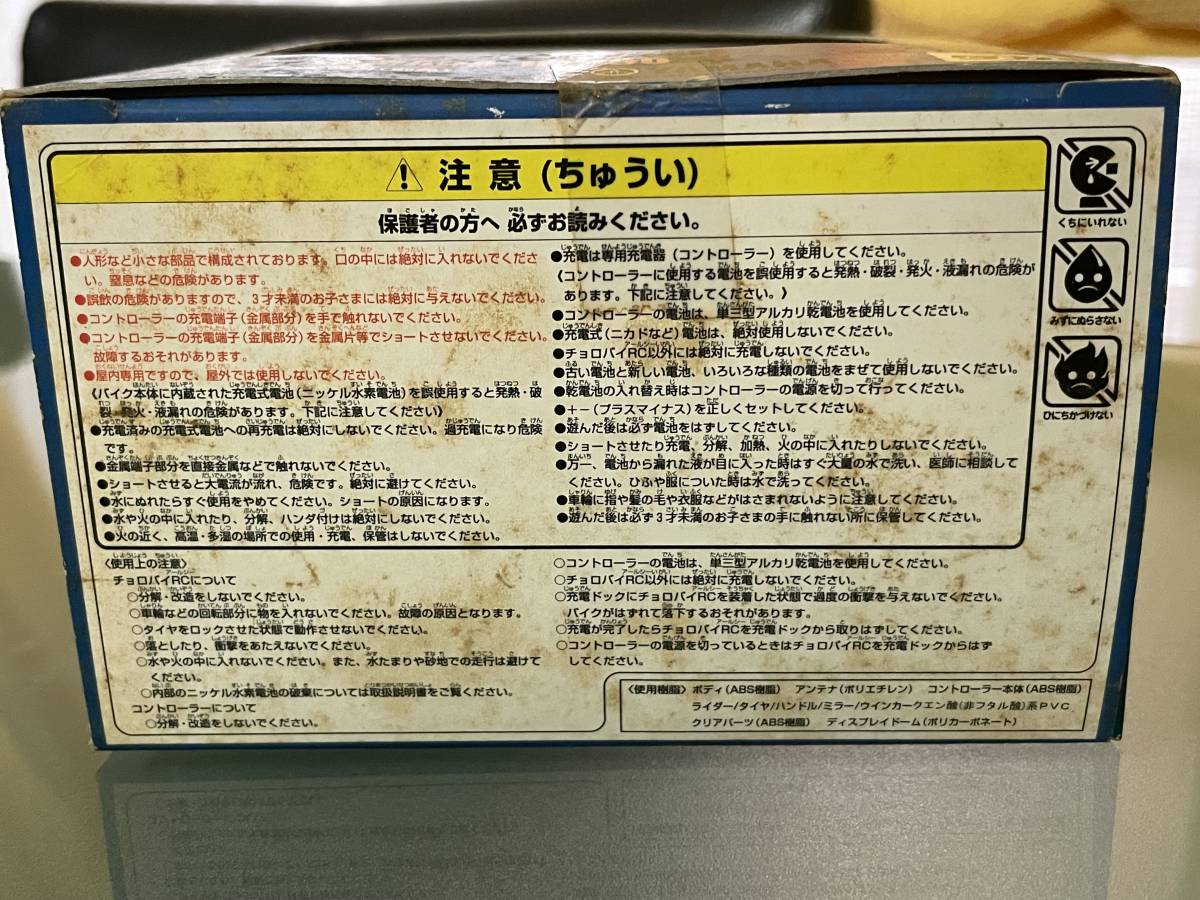 注意(ちゅうい)
保護者の方へ 必ずお読みください。
●人形など小さな部品で構成されております。口の中には絶対に入れないでくださ
い。窒息などの危険があります。
●誤飲の危険がありますので、3才未満のお子さまには絶対に与えないでください。
●コントローラーの充電端子(金属部分)を手で触れないでください。
●コントローラーの充電端子(金属部分)を金属片等でショートさせないでください。
故障するおそれがあります。
●屋内専用ですので、屋外では使用しないでください。
《バイク本体に内蔵された充電式電池(ニッケル水素電池)を誤使用すると発熱・破
裂・発火・液漏れの危険があります。下記に注意してください》
●充電済みの充電式電池への再充電は絶対にしないでください。過充電になり危険
です。
●金属端子部分を直接金属などで触れないでください。
●ショートさせると大電流が流れ、危険です。絶対に避けてください。
●水にぬれたらすぐ使用をやめてください。ショートの原因になります。
●水や火の中に入れたり、分解、ハンダ付けは絶対にしないでください。
●火の近く、高温・多湿の場所での使用・充電、保管はしないでください。
●充電は専用充電器(コントローラー)を使用してください。
《コントローラーに使用する電池を誤使用すると発熱・破裂・発火・液漏れの危険が
あります。下記に注意してください。》
●コントローラーの電池は、単三型アルカリ乾電池を使用してください。
●充電式(ニカドなど)電池は、絶対使用しないでください。
●チョロバイRC以外には絶対に充電しないでください。
●古い電池と新しい電池、いろいろな種類の電池をまぜて使用しないでください。
●乾電池の入れ替え時はコントローラーの電源を切って行ってください。
●+-(プラスマイナス)を正しくセットしてください。
●遊んだ後は必ず電池をはずしてください。
●ショートさせたり充電、分解、加熱、火の中に入れたりしないでください。
●万一、電池から漏れた液が目に入った時はすぐ大量の水で洗い、医師に相談して
ください。ひふや服についた時は水で洗ってください。
●車輪に指や髪の毛や衣服などがはさまれないように注意してください。
●遊んだ後は必ず3才未満のお子さまの手に触れない所に保管してください。
くちにいれない
みずにぬらさない
ひにちかづけない
〈使用上の注意〉
チョロバイRCについて
○分解・改造をしないでください。
○車輪などの回転部分に物を入れないでください。故障の原因となります。
○タイヤをロックさせた状態で動作させないでください。
○落としたり、衝撃をあたえないでください。
○水や火の中に入れないでください。また、水たまりや砂地での走行は避けて
ください。
○内部のニッケル水素電池の破棄については取扱説明書をご覧ください。
コントローラーについて
○分解・改造をしないでください。
○コントローラーの電池は、単三型アルカリ乾電池を使用してください。
○チョロバイRC以外には絶対に充電しないでください。
○充電ドックにチョロバイRCを装着した状態で過度の衝撃を与えないでください。
バイクがはずれて落下するおそれがあります。
○充電が完了したらチョロバイRCを充電ドックから取りはずしてください。
○コントローラーの電源を切っているときはチョロバイRCを充電ドックからはず
してください。
〈使用樹脂〉ボディ(ABS樹脂) アンテナ(ポリエチレン) コントローラー本体(ABS樹脂)
ライダー/タイヤ/ハンドル/ミラー/ウインカークエン酸(非フタル酸)系PVC
クリアパーツ(ABS樹脂) ディスプレイドーム(ポリカーボネート)